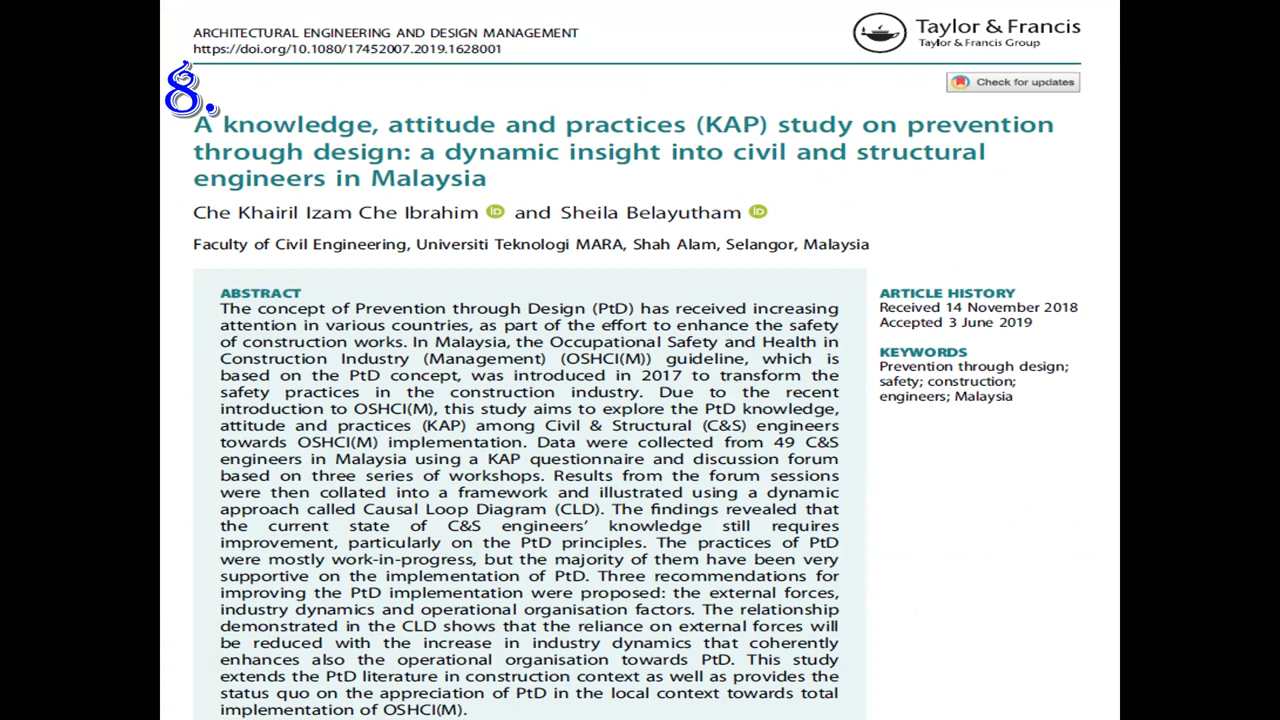 ARCHITECTURAL ENGINEERING AND DESIGN MANAGEMENT
https://doi.org/10.1080/17452007.2019.1628001
Taylor & Francis
Taylor & Francis Group
Check for updates
8.
A knowledge, attitude and practices (KAP) study on prevention
through design: a dynamic insight into civil and structural
engineers in Malaysia
Che Khairil Izam Che Ibrahim iD and Sheila Belayutham iD
Faculty of Civil Engineering, Universiti Teknologi MARA, Shah Alam, Selangor, Malaysia
ABSTRACT
The concept of Prevention through Design (PtD) has received increasing
attention in various countries, as part of the effort to enhance the safety
of construction works. In Malaysia, the Occupational Safety and Health in
Construction Industry (Management) (OSHCI(M)) guideline, which is
based on the PtD concept, was introduced in 2017 to transform the
safety practices in the construction industry. Due to the recent
introduction to OSHCI(M), this study aims to explore the PtD knowledge,
attitude and practices (KAP) among Civil & Structural (C&S) engineers
towards OSHCI(M) implementation. Data were collected from 49 C&S
engineers in Malaysia using a KAP questionnaire and discussion forum
based on three series of workshops. Results from the forum sessions
were then collated into a framework and illustrated using a dynamic
approach called Causal Loop Diagram (CLD). The findings revealed that
the current state of C&S engineers’ knowledge still requires
improvement, particularly on the PtD principles. The practices of PtD
were mostly work-in-progress, but the majority of them have been very
supportive on the implementation of PtD. Three recommendations for
improving the PtD implementation were proposed: the external forces,
industry dynamics and operational organisation factors. The relationship
demonstrated in the CLD shows that the reliance on external forces will
be reduced with the increase in industry dynamics that coherently
enhances also the operational organisation towards PtD. This study
extends the PtD literature in construction context as well as provides the
status quo on the appreciation of PtD in the local context towards total
implementation of OSHCI(M).
ARTICLE HISTORY
Received 14 November 2018
Accepted 3 June 2019
KEYWORDS
Prevention through design;
safety; construction;
engineers; Malaysia